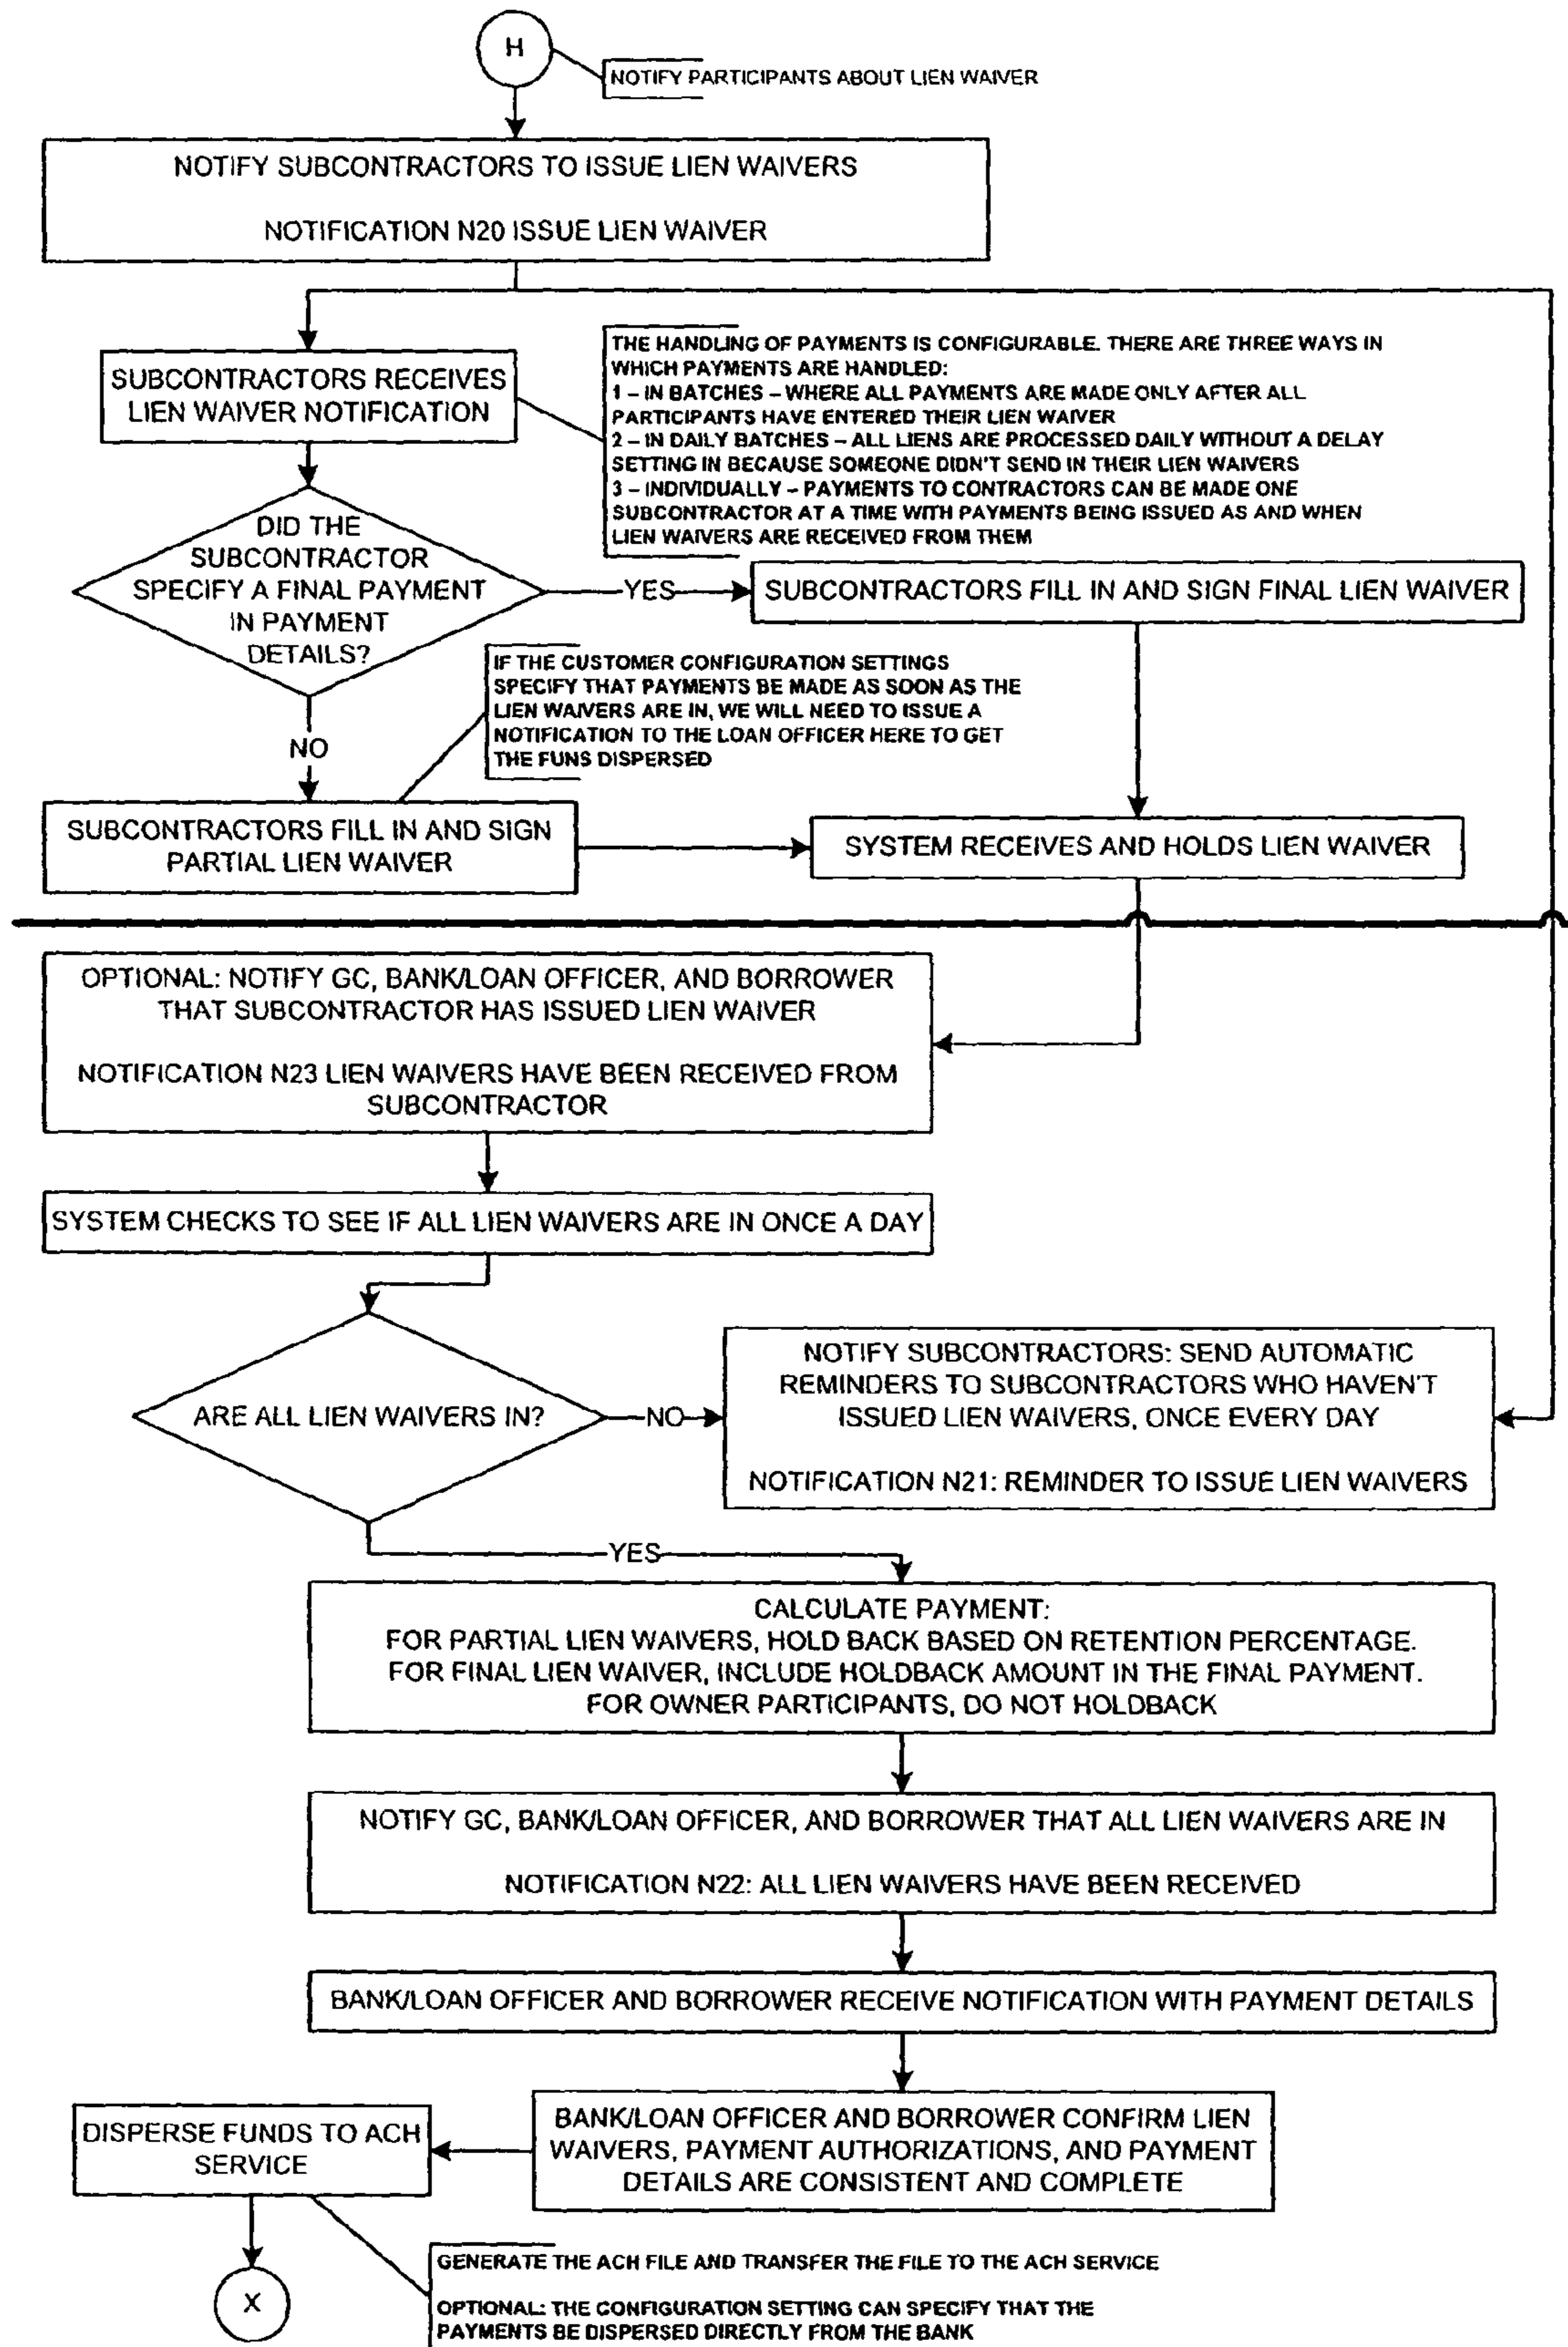 H
NOTIFY PARTICIPANTS ABOUT LIEN WAIVER
NOTIFY SUBCONTRACTORS TO ISSUE LIEN WAIVERS
NOTIFICATION N20 ISSUE LIEN WAIVER
SUBCONTRACTORS RECEIVES
LIEN WAIVER NOTIFICATION
THE HANDLING OF PAYMENTS IS CONFIGURABLE. THERE ARE THREE WAYS IN
WHICH PAYMENTS ARE HANDLED:
1 – IN BATCHES – WHERE ALL PAYMENTS ARE MADE ONLY AFTER ALL
PARTICIPANTS HAVE ENTERED THEIR LIEN WAIVER
2 – IN DAILY BATCHES – ALL LIENS ARE PROCESSED DAILY WITHOUT A DELAY
SETTING IN BECAUSE SOMEONE DIDN'T SEND IN THEIR LIEN WAIVERS
3 – INDIVIDUALLY – PAYMENTS TO CONTRACTORS CAN BE MADE ONE
SUBCONTRACTOR AT A TIME WITH PAYMENTS BEING ISSUED AS AND WHEN
LIEN WAIVERS ARE RECEIVED FROM THEM
DID THE
SUBCONTRACTOR
SPECIFY A FINAL PAYMENT
IN PAYMENT
DETAILS?
YES
SUBCONTRACTORS FILL IN AND SIGN FINAL LIEN WAIVER
NO
IF THE CUSTOMER CONFIGURATION SETTINGS
SPECIFY THAT PAYMENTS BE MADE AS SOON AS THE
LIEN WAIVERS ARE IN, WE WILL NEED TO ISSUE A
NOTIFICATION TO THE LOAN OFFICER HERE TO GET
THE FUNS DISPERSED
SUBCONTRACTORS FILL IN AND SIGN
PARTIAL LIEN WAIVER
SYSTEM RECEIVES AND HOLDS LIEN WAIVER
OPTIONAL: NOTIFY GC, BANK/LOAN OFFICER, AND BORROWER
THAT SUBCONTRACTOR HAS ISSUED LIEN WAIVER
NOTIFICATION N23 LIEN WAIVERS HAVE BEEN RECEIVED FROM
SUBCONTRACTOR
SYSTEM CHECKS TO SEE IF ALL LIEN WAIVERS ARE IN ONCE A DAY
ARE ALL LIEN WAIVERS IN?
NO
NOTIFY SUBCONTRACTORS: SEND AUTOMATIC
REMINDERS TO SUBCONTRACTORS WHO HAVEN'T
ISSUED LIEN WAIVERS, ONCE EVERY DAY
NOTIFICATION N21: REMINDER TO ISSUE LIEN WAIVERS
YES
CALCULATE PAYMENT:
FOR PARTIAL LIEN WAIVERS, HOLD BACK BASED ON RETENTION PERCENTAGE.
FOR FINAL LIEN WAIVER, INCLUDE HOLDBACK AMOUNT IN THE FINAL PAYMENT.
FOR OWNER PARTICIPANTS, DO NOT HOLDBACK
NOTIFY GC, BANK/LOAN OFFICER, AND BORROWER THAT ALL LIEN WAIVERS ARE IN
NOTIFICATION N22: ALL LIEN WAIVERS HAVE BEEN RECEIVED
BANK/LOAN OFFICER AND BORROWER RECEIVE NOTIFICATION WITH PAYMENT DETAILS
BANK/LOAN OFFICER AND BORROWER CONFIRM LIEN
WAIVERS, PAYMENT AUTHORIZATIONS, AND PAYMENT
DETAILS ARE CONSISTENT AND COMPLETE
DISPERSE FUNDS TO ACH
SERVICE
X
GENERATE THE ACH FILE AND TRANSFER THE FILE TO THE ACH SERVICE
OPTIONAL: THE CONFIGURATION SETTING CAN SPECIFY THAT THE
PAYMENTS BE DISPERSED DIRECTLY FROM THE BANK